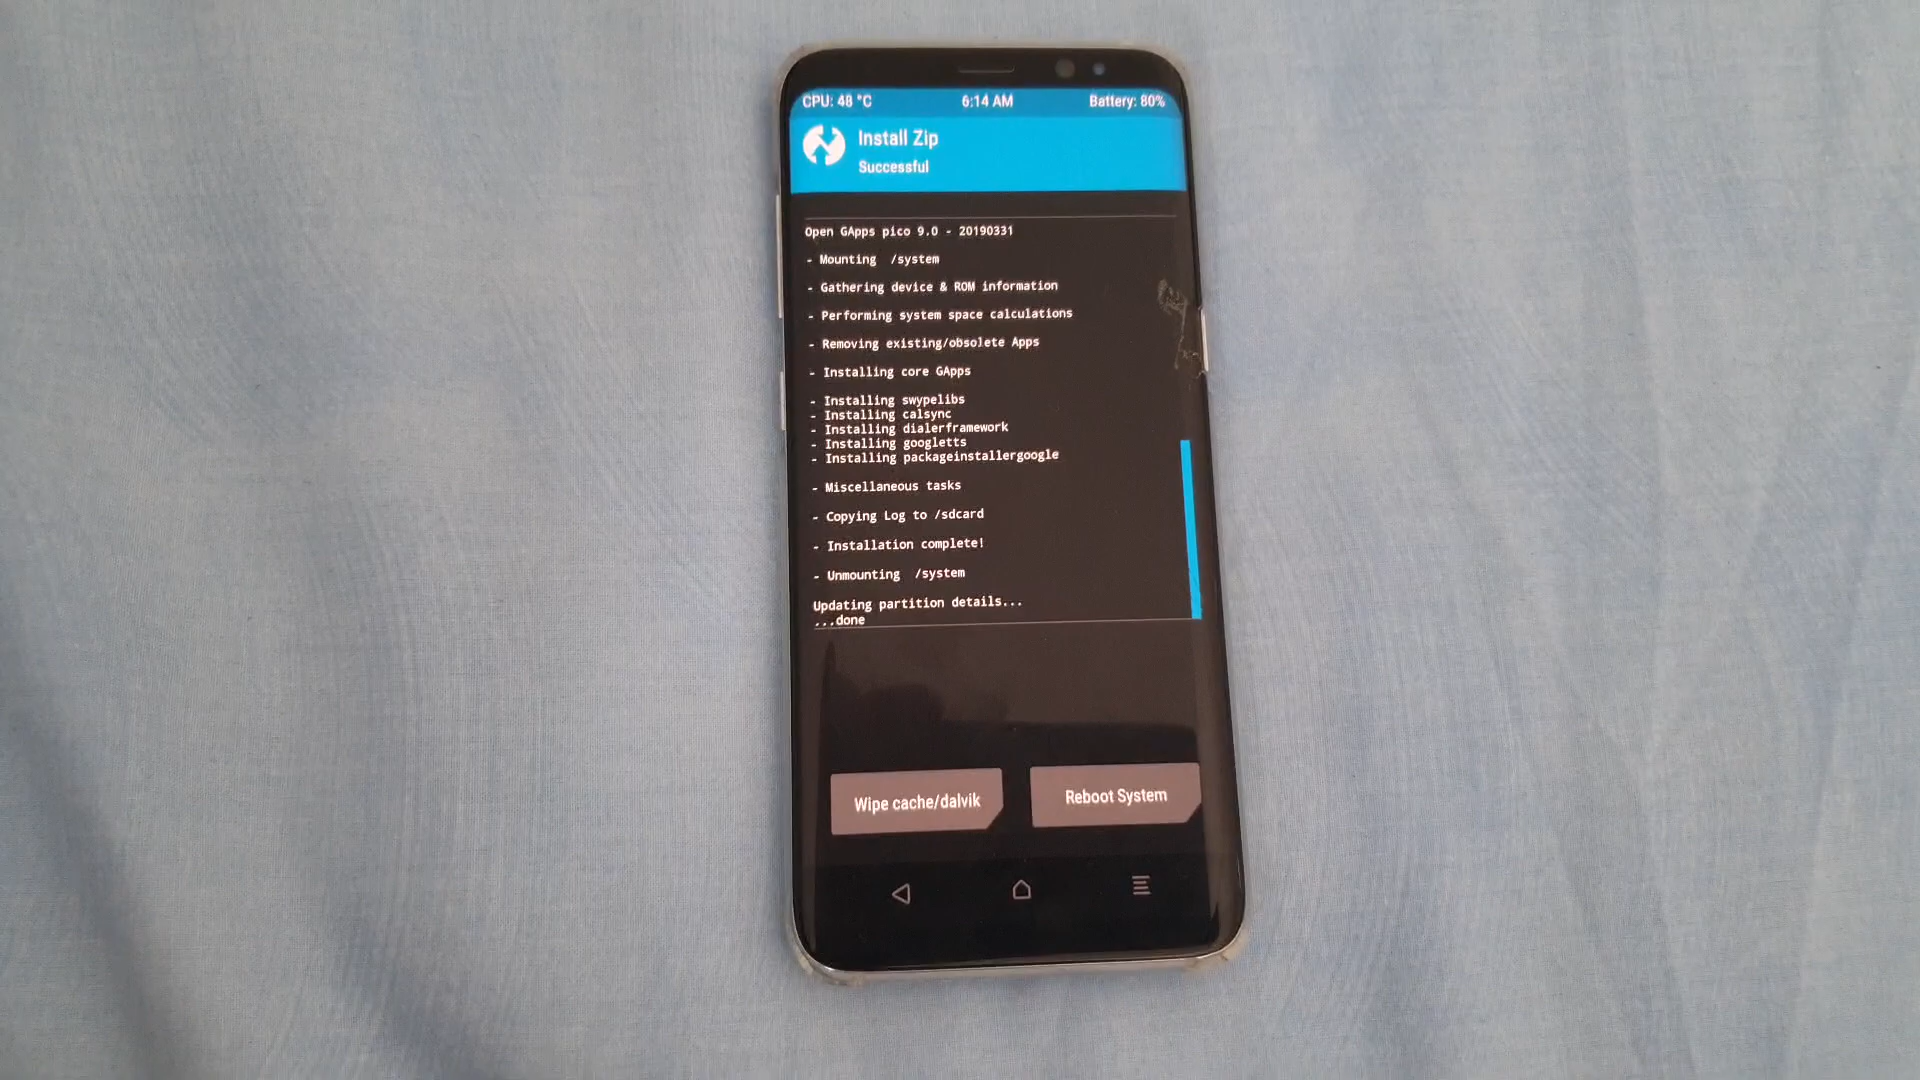 CPU: 48 °C 6:14 AM Battery: 80%
Install Zip
Successful
Open GApps pico 9.0 - 20190331
- Mounting /system
- Gathering device & ROM information
- Performing system space calculations
- Removing existing/obsolete Apps
- Installing core GApps
- Installing swypelibs
- Installing calsync
- Installing dialerframework
- Installing googletts
- Installing packageinstallergoogle
- Miscellaneous tasks
- Copying Log to /sdcard
- Installation complete!
- Unmounting /system
Updating partition details...
...done
Wipe cache/dalvik Reboot System